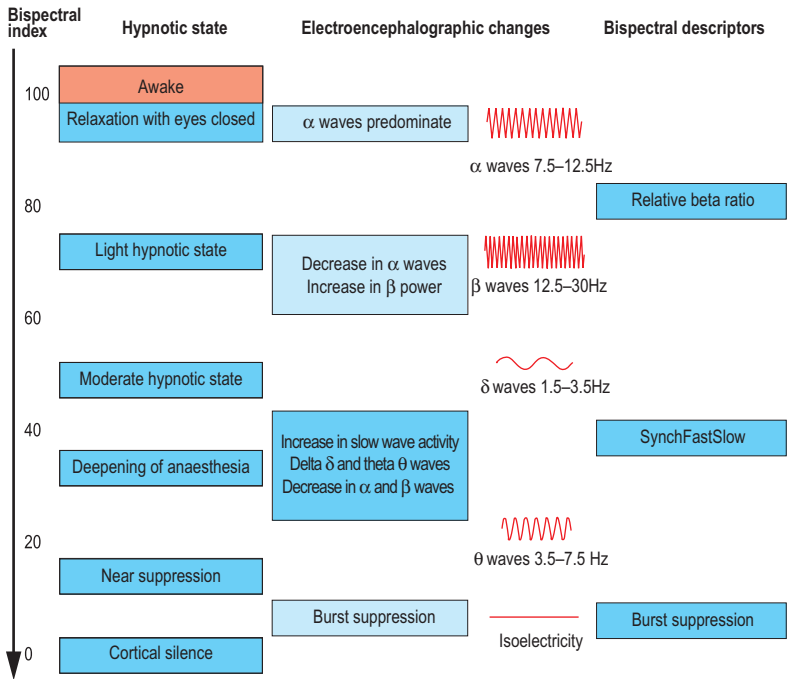 Bispectral
index
Hypnotic state
Electroencephalographic changes
Bispectral descriptors
100
Awake
Relaxation with eyes closed
α waves predominate
α waves 7.5–12.5Hz
80
Relative beta ratio
Light hypnotic state
Decrease in α waves
Increase in β power
β waves 12.5–30Hz
60
Moderate hypnotic state
δ waves 1.5–3.5Hz
40
SynchFastSlow
Increase in slow wave activity
Delta δ and theta θ waves
Decrease in α and β waves
Deepening of anaesthesia
20
θ waves 3.5–7.5 Hz
Near suppression
Burst suppression
Isoelectricity
Burst suppression
0
Cortical silence